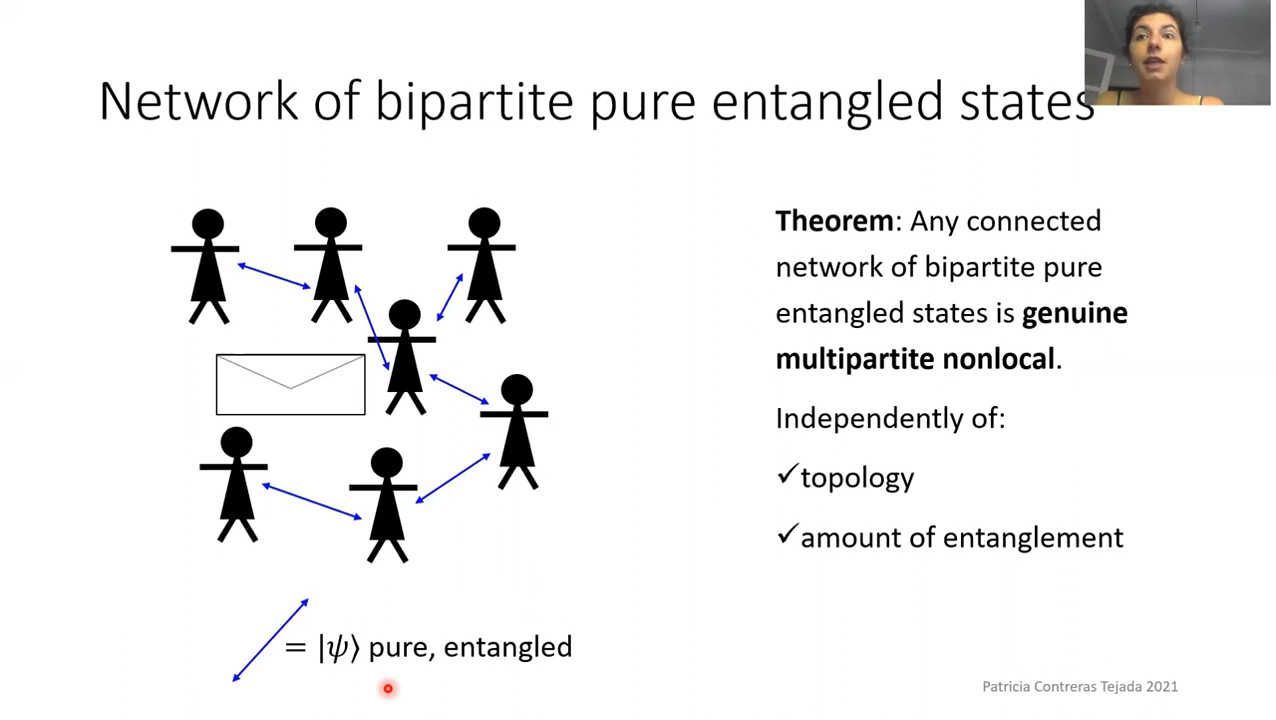 Network of bipartite pure entangled states
Theorem: Any connected
network of bipartite pure
entangled states is genuine
multipartite nonlocal.
Independently of:
✓topology
✓amount of entanglement
= |ψ⟩ pure, entangled
Patricia Contreras Tejada 2021